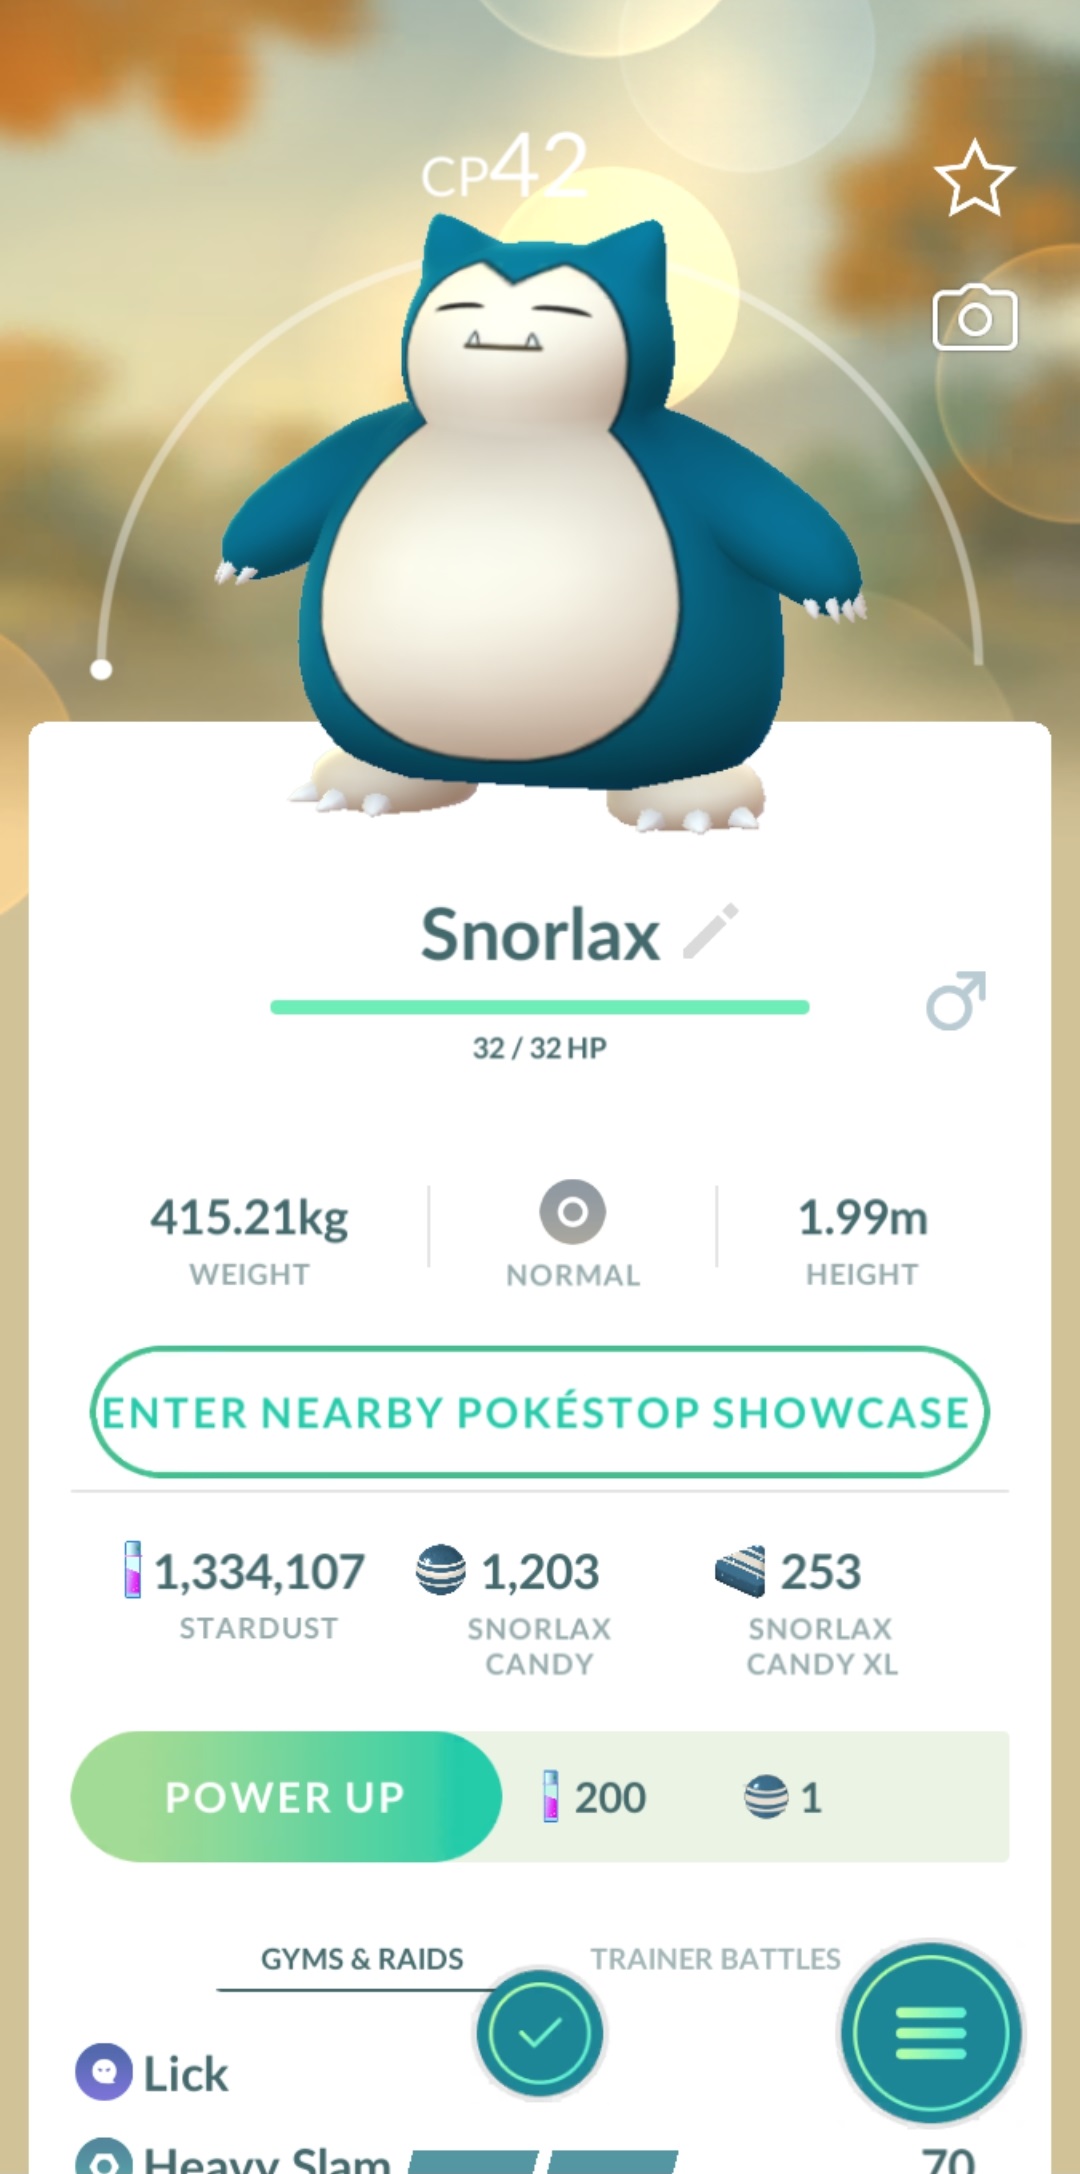 CP42
Snorlax
32 / 32 HP
415.21kg
WEIGHT
NORMAL
1.99m
HEIGHT
ENTER NEARBY POKÉSTOP SHOWCASE
1,334,107
STARDUST
1,203
SNORLAX
CANDY
253
SNORLAX
CANDY XL
POWER UP
200
1
GYMS & RAIDS
TRAINER BATTLES
Lick
Heavy Slam
70